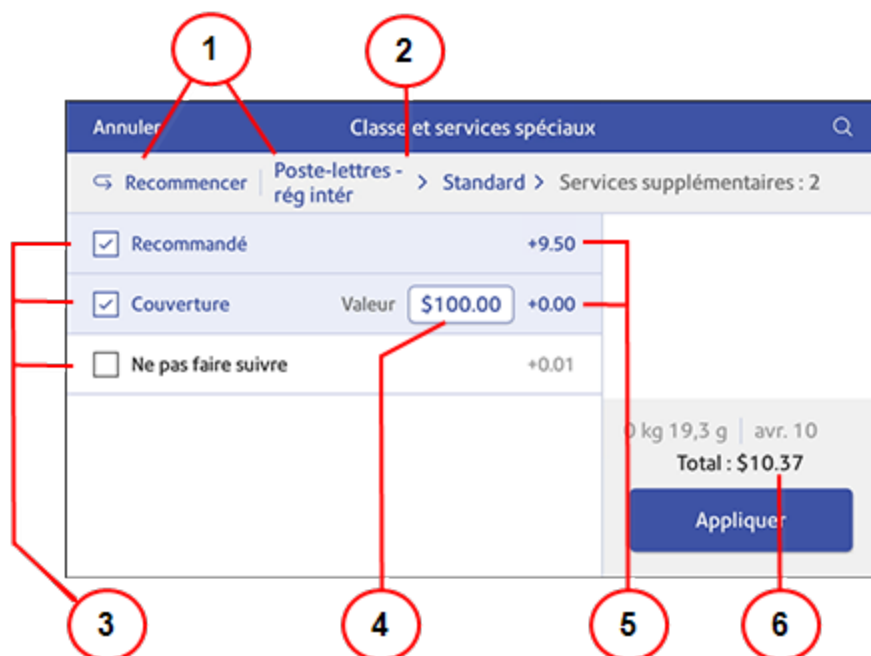 1
2
Annuler
Classe et services spéciaux
Recommencer
Poste-lettres -
rég intér
> Standard > Services supplémentaires : 2
Recommandé +9.50
Couverture Valeur $100.00 +0.00
Ne pas faire suivre +0.01
0 kg 19,3 g | avr. 10
Total : $10.37
Appliquer
3
4
5
6